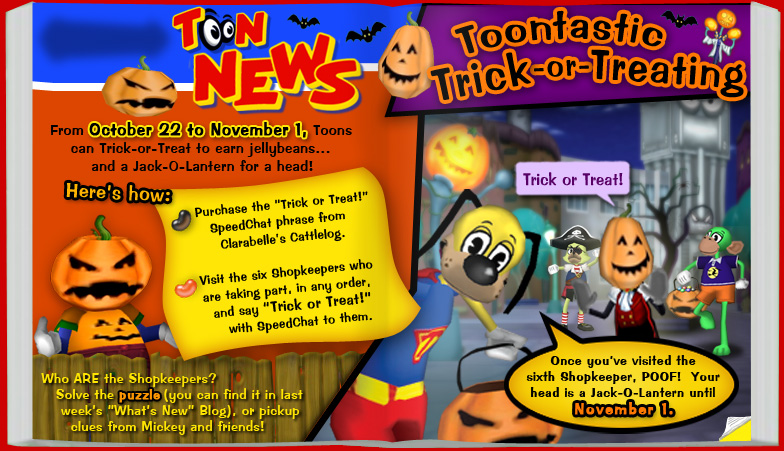 TOON
NEWS
From October 22 to November 1, Toons
can Trick-or-Treat to earn jellybeans...
and a Jack-O-Lantern for a head!
Here's how:
Purchase the "Trick or Treat!"
SpeedChat phrase from
Clarabelle's Cattlelog.
Visit the six Shopkeepers who
are taking part, in any order,
and say "Trick or Treat!"
with SpeedChat to them.
Who ARE the Shopkeepers?
Solve the puzzle (you can find it in last
week's "What's New" Blog), or pickup
clues from Mickey and friends!
Toontastic
Trick-or-Treating
Trick or Treat!
Once you've visited the
sixth Shopkeeper, POOF! Your
head is a Jack-O-Lantern until
November 1.